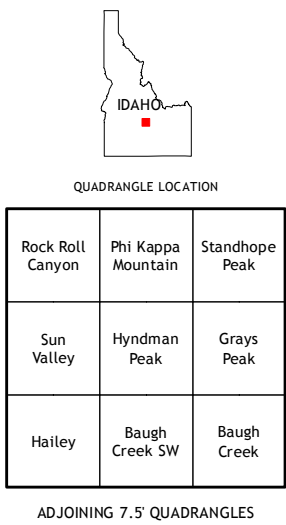 IDAHO
QUADRANGLE LOCATION
Rock Roll
Canyon
Phi Kappa
Mountain
Standhope
Peak
Sun
Valley
Hyndman
Peak
Grays
Peak
Hailey
Baugh
Creek SW
Baugh
Creek
ADJOINING 7.5' QUADRANGLES